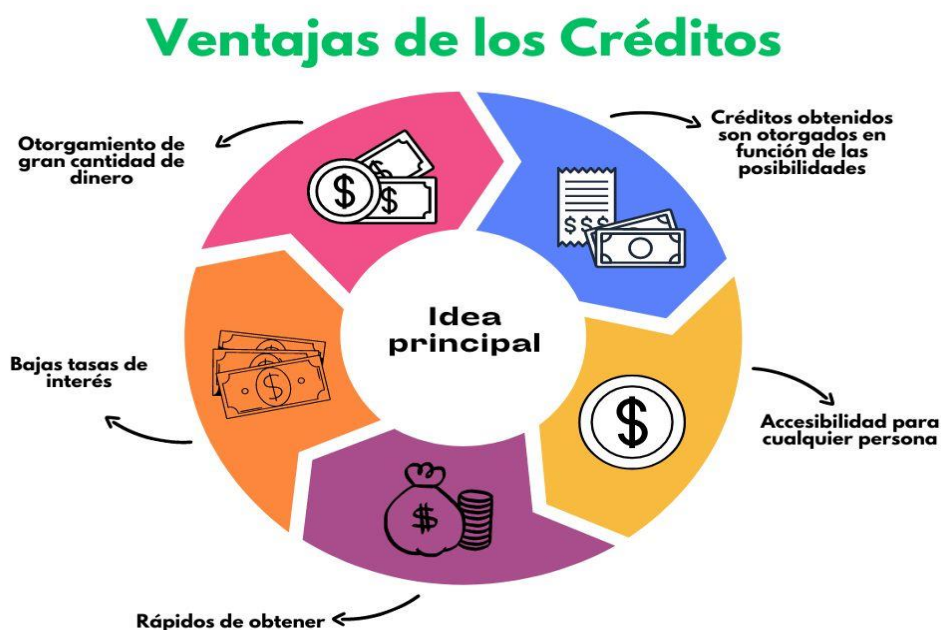 Ventajas de los Créditos
Otorgamiento de
gran cantidad de
dinero
Créditos obtenidos
son otorgados en
función de las
posibilidades
$
$$$
Idea
principal
Bajas tasas de
interés
$
$
Accesibilidad para
cualquier persona
$
Rápidos de obtener